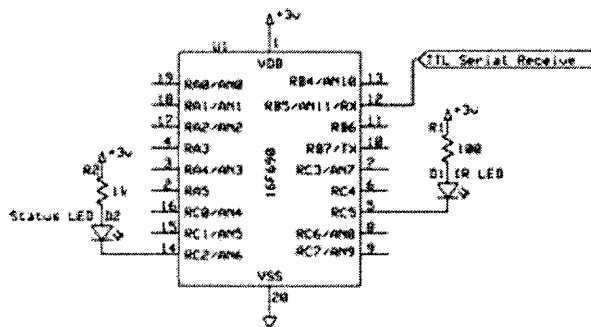 +3v
U1
1
VDD
TTL Serial Receive
19 RA0/AN0
RB4/AN10 13
18 RA1/AN1
RB5/AN11/RX 12
17 RA2/AN2
RB6 11
4 RA3
RB7/TX 10
3 RA4/AN3
RC3/AN7 7
2 RA5
RC4 6
16 RC0/AN4
RC5 5
15 RC1/AN5
RC6/AN8 8
14 RC2/AN6
RC7/AN9 9
16F690
VSS
20
+3v
R2
1k
Status LED D2
+3v
R1
100
D1 IR LED